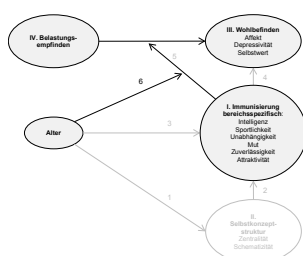 IV. Belastungs-
empfinden
III. Wohlbefinden
Affekt
Depressivität
Selbstwert
5
4
6
I. Immunisierung
bereichsspezifisch:
Intelligenz
Sportlichkeit
Unabhängigkeit
Mut
Zuverlässigkeit
Attraktivität
Alter
3
1
2
II.
Selbstkonzept-
struktur
Zentralität
Schematizität